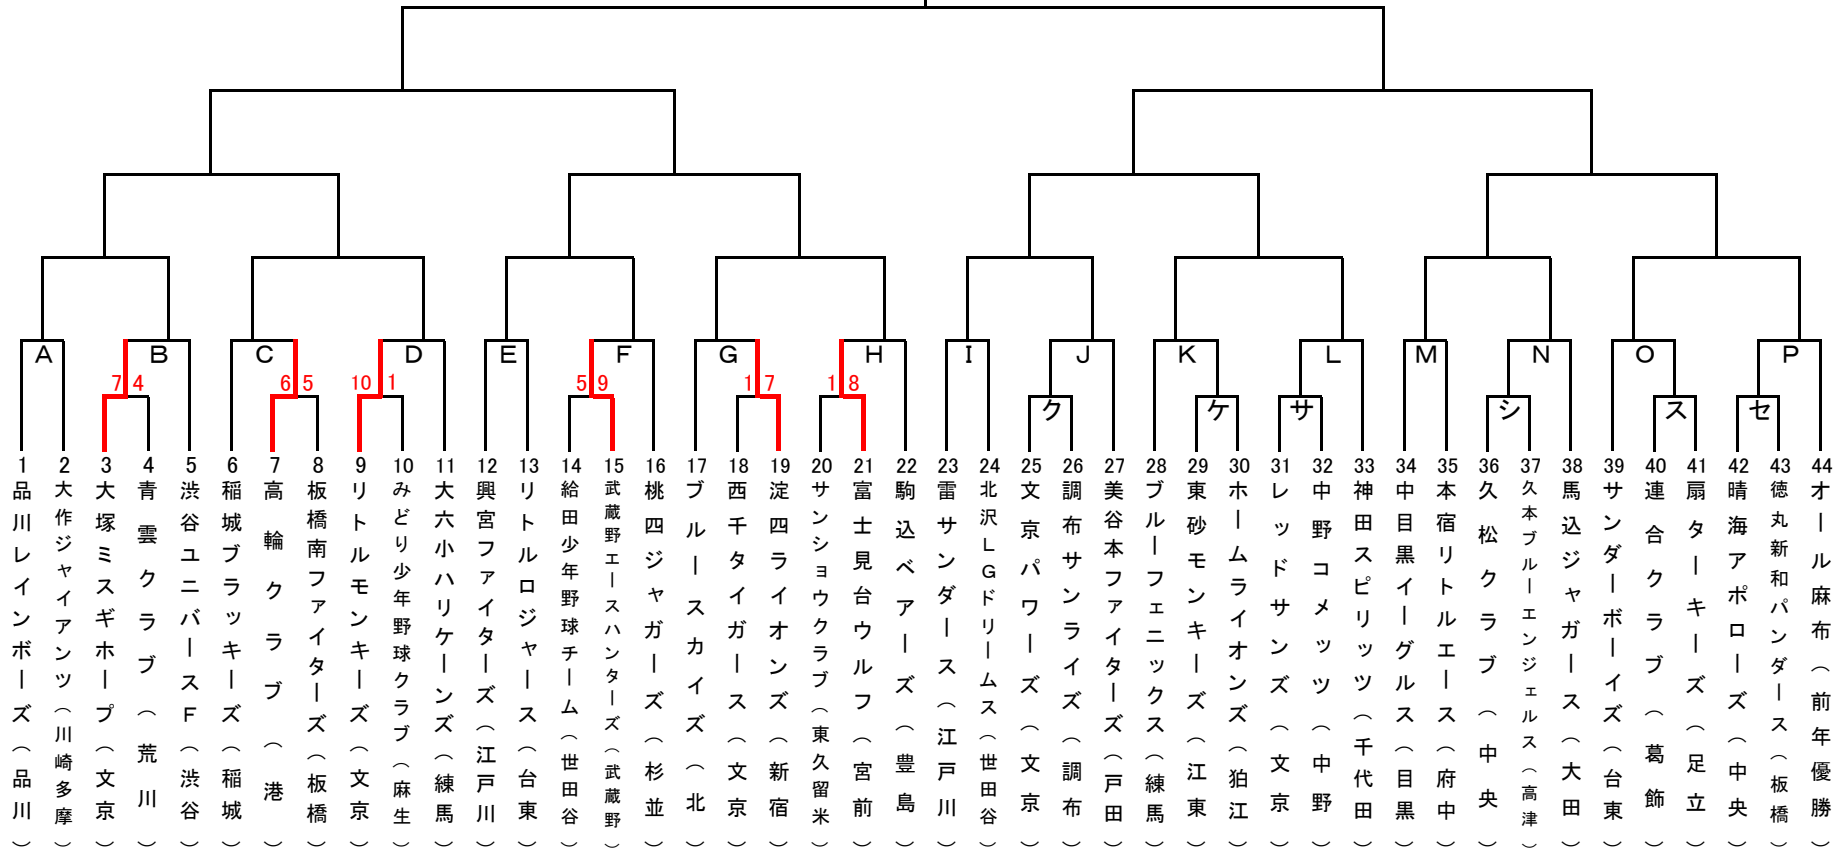 A B C D E F G H I J K L M N O P
7 4 6 5 10 1 5 9 1 7 1 8
ク ケ サ シ ス セ
1 品川レインボーズ(品川)
2 大作ジャイアンツ(川崎多摩)
3 大塚ミスギホープ(文京)
4 青雲クラブ(荒川)
5 渋谷ユニバースF(渋谷)
6 稲城ブラッキーズ(稲城)
7 高輪クラブ(港)
8 板橋南ファイターズ(板橋)
9 リトルモンキーズ(文京)
10 みどり少年野球クラブ(麻生)
11 大六小ハリケーンズ(練馬)
12 興宮ファイターズ(江戸川)
13 リトルロジャース(台東)
14 給田少年野球チーム(世田谷)
15 武蔵野エースハンターズ(武蔵野)
16 桃四ジャガーズ(杉並)
17 ブルースカイズ(北)
18 西千タイガース(文京)
19 淀四ライオンズ(新宿)
20 サンショウクラブ(東久留米)
21 富士見台ウルフ(宮前)
22 駒込ベアーズ(豊島)
23 雷サンダース(江戸川)
24 北沢LGドリームス(世田谷)
25 文京パワーズ(文京)
26 調布サンライズ(調布)
27 美谷本ファイターズ(戸田)
28 ブルーフェニックス(練馬)
29 東砂モンキーズ(江東)
30 ホームライオンズ(狛江)
31 レッドサンズ(文京)
32 中野コメッツ(中野)
33 神田スピリッツ(千代田)
34 中目黒イーグルス(目黒)
35 本宿リトルエース(府中)
36 久松クラブ(中央)
37 久本ブルーエンジェルス(高津)
38 馬込ジャガース(大田)
39 サンダーボーイズ(台東)
40 連合クラブ(葛飾)
41 扇ターキーズ(足立)
42 晴海アポローズ(中央)
43 徳丸新和パンダース(板橋)
44 オール麻布(前年優勝)